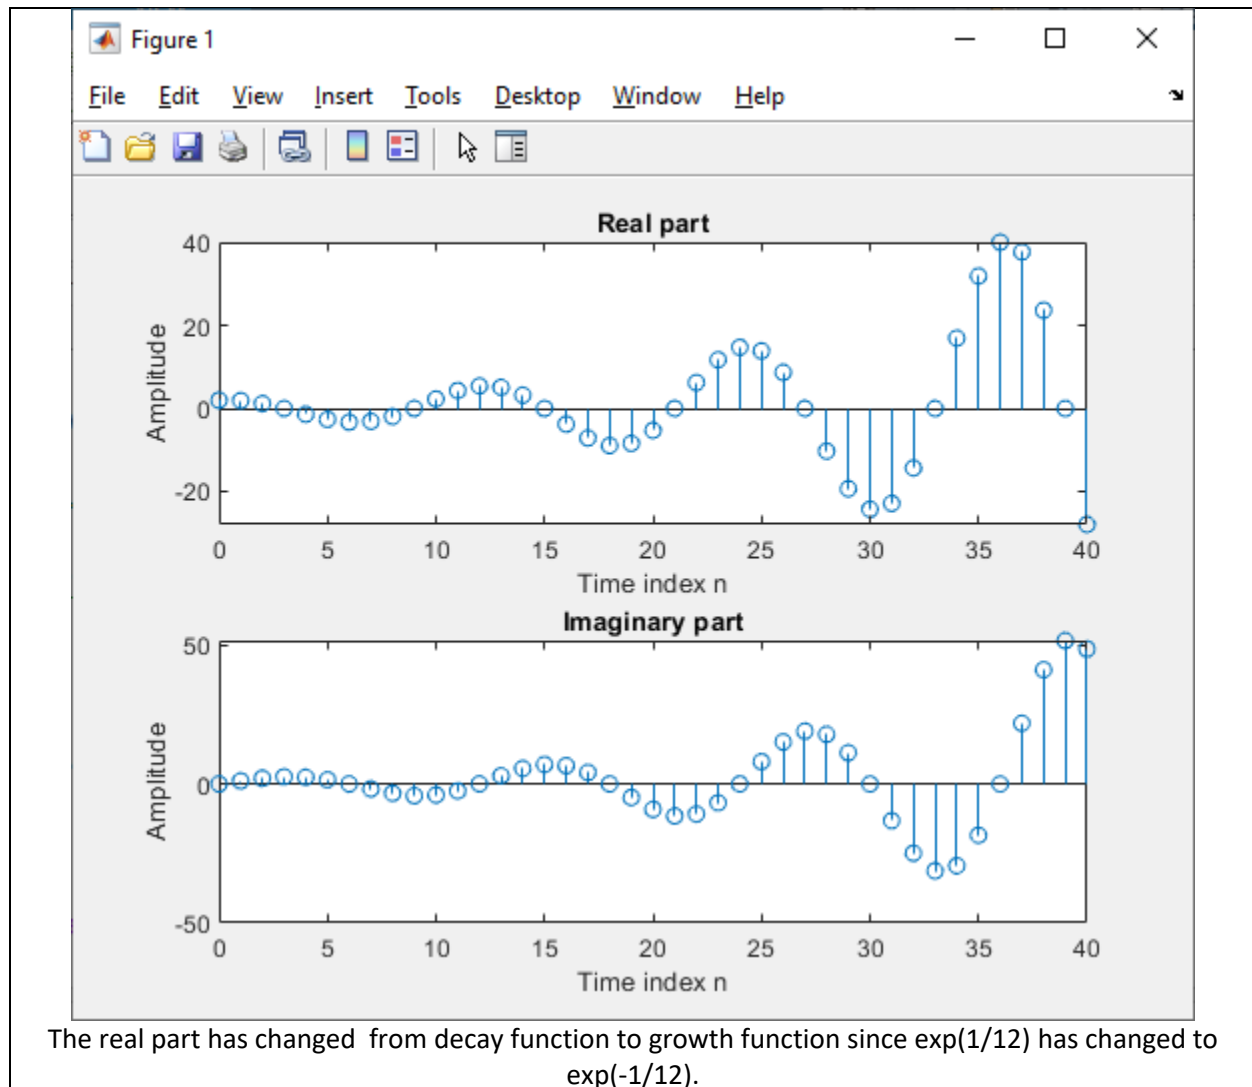 Figure 1
File Edit View Insert Tools Desktop Window Help
Real part
40
20
0
-20
Amplitude
0 5 10 15 20 25 30 35 40
Time index n
Imaginary part
50
0
-50
Amplitude
0 5 10 15 20 25 30 35 40
Time index n
The real part has changed from decay function to growth function since exp(1/12) has changed to
exp(-1/12).